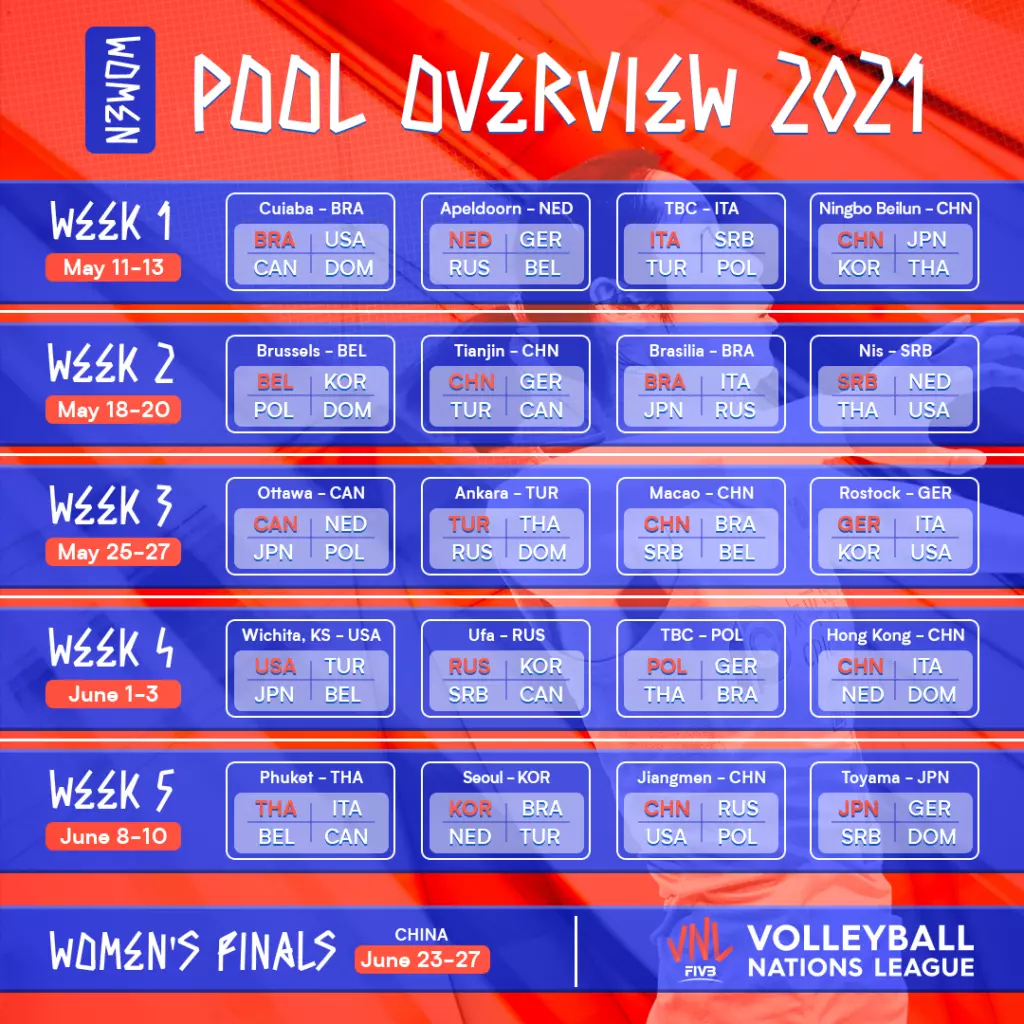 WOMEN
POOL OVERVIEW 2021
WEEK 1
May 11-13
Cuiaba - BRA
BRA USA
CAN DOM
Apeldoorn - NED
NED GER
RUS BEL
TBC - ITA
ITA SRB
TUR POL
Ningbo Beilun - CHN
CHN JPN
KOR THA
WEEK 2
May 18-20
Brussels - BEL
BEL KOR
POL DOM
Tianjin - CHN
CHN GER
TUR CAN
Brasilia - BRA
BRA ITA
JPN RUS
Nis - SRB
SRB NED
THA USA
WEEK 3
May 25-27
Ottawa - CAN
CAN NED
JPN POL
Ankara - TUR
TUR THA
RUS DOM
Macao - CHN
CHN BRA
SRB BEL
Rostock - GER
GER ITA
KOR USA
WEEK 4
June 1-3
Wichita, KS - USA
USA TUR
JPN BEL
Ufa - RUS
RUS KOR
SRB CAN
TBC - POL
POL GER
THA BRA
Hong Kong - CHN
CHN ITA
NED DOM
WEEK 5
June 8-10
Phuket - THA
THA ITA
BEL CAN
Seoul - KOR
KOR BRA
NED TUR
Jiangmen - CHN
CHN RUS
USA POL
Toyama - JPN
JPN GER
SRB DOM
WOMEN'S FINALS
CHINA
June 23-27
VNL
FIVB
VOLLEYBALL
NATIONS LEAGUE